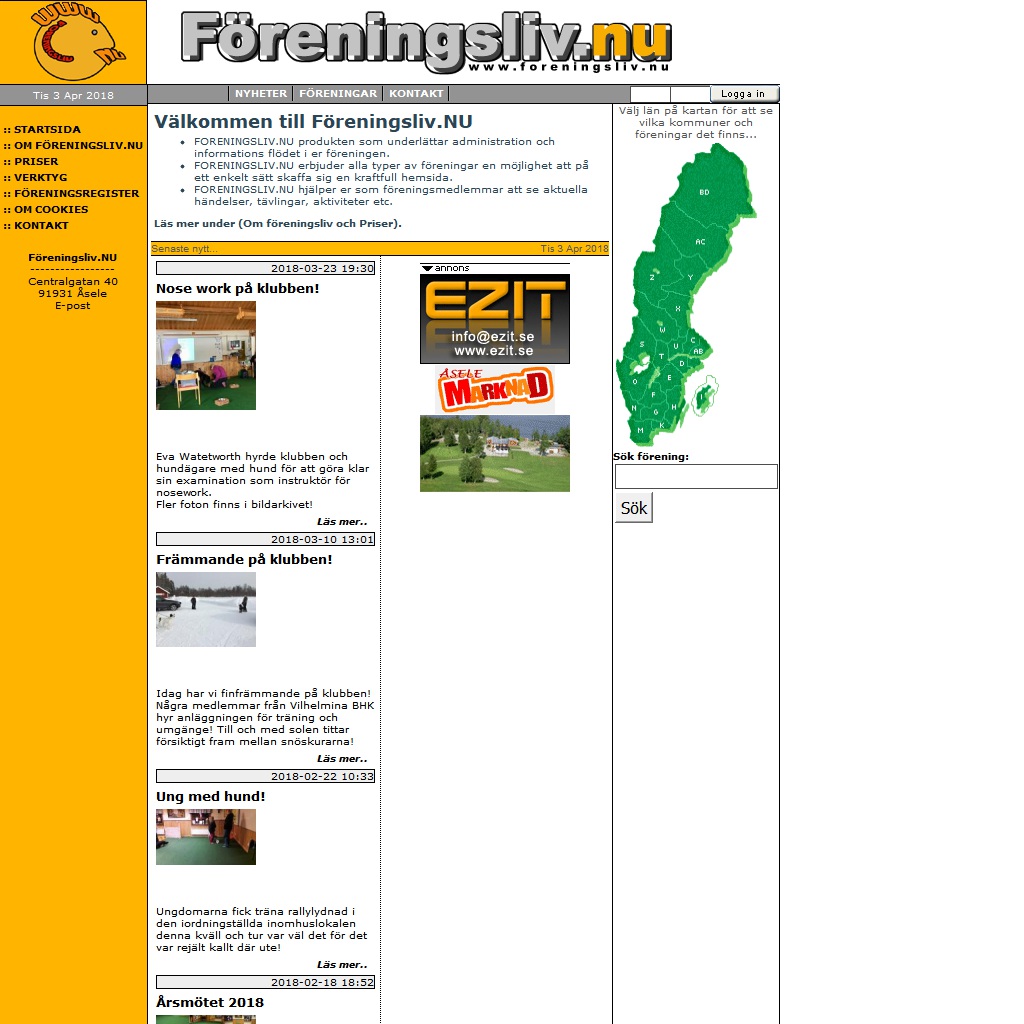 www
NU
Föreningsliv.nu
www.foreningsliv.nu
Tis 3 Apr 2018
NYHETER
FÖRENINGAR
KONTAKT
Logga in
:: STARTSIDA
:: OM FÖRENINGSLIV.NU
:: PRISER
:: VERKTYG
:: FÖRENINGSREGISTER
:: OM COOKIES
:: KONTAKT
Föreningsliv.NU
-----------------
Centralgatan 40
91931 Åsele
E-post
Välkommen till Föreningsliv.NU
• FORENINGSLIV.NU produkten som underlättar administration och
informations flödet i er föreningen.
• FORENINGSLIV.NU erbjuder alla typer av föreningar en möjlighet att på
ett enkelt sätt skaffa sig en kraftfull hemsida.
• FORENINGSLIV.NU hjälper er som föreningsmedlemmar att se aktuella
händelser, tävlingar, aktiviteter etc.
Läs mer under (Om föreningsliv och Priser).
Senaste nytt...
Tis 3 Apr 2018
2018-03-23 19:30
Nose work på klubben!
Eva Watetworth hyrde klubben och
hundägare med hund för att göra klar
sin examination som instruktör för
nosework.
Fler foton finns i bildarkivet!
Läs mer..
2018-03-10 13:01
Främmande på klubben!
Idag har vi finfrämmande på klubben!
Några medlemmar från Vilhelmina BHK
hyr anläggningen för träning och
umgänge! Till och med solen tittar
försiktigt fram mellan snöskurarna!
Läs mer..
2018-02-22 10:33
Ung med hund!
Ungdomarna fick träna rallylydnad i
den iordningställda inomhuslokalen
denna kväll och tur var väl det för det
var rejält kallt där ute!
Läs mer..
2018-02-18 18:52
Årsmötet 2018
annons
EZIT
info@ezit.se
www.ezit.se
ÅSELE
MARKNAD
Välj län på kartan för att se
vilka kommuner och
föreningar det finns...
BD
AC
Z
Y
X
W
S
T
U
C
AB
D
O
E
F
I
N
G
H
M
K
Sök förening:
Sök